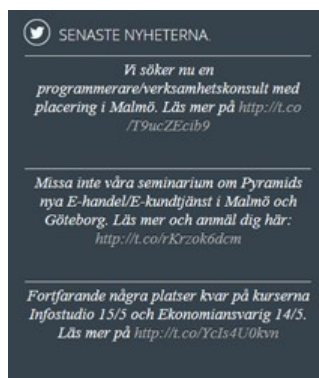 SENASTE NYHETERNA.
Vi söker nu en
programmerare/verksamhetskonsult med
placering i Malmö. Läs mer på http://t.co
/T9ucZEcib9
Missa inte våra seminarium om Pyramids
nya E-handel/E-kundtjänst i Malmö och
Göteborg. Läs mer och anmäl dig här:
http://t.co/rKrzok6dcm
Fortfarande några platser kvar på kurserna
Infostudio 15/5 och Ekonomiansvarig 14/5.
Läs mer på http://t.co/YcIs4U0kvn